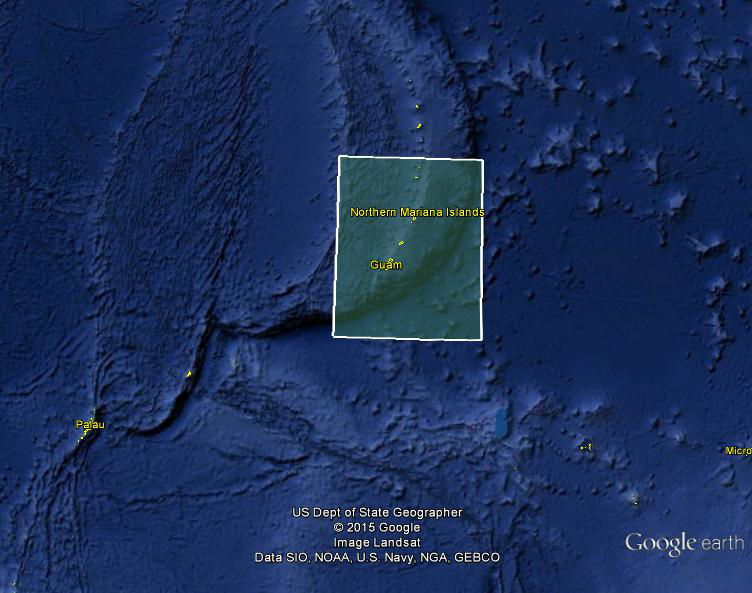 Northern Mariana Islands
Guam
Palau
Micro
US Dept of State Geographer
© 2015 Google
Image Landsat
Data SIO, NOAA, U.S. Navy, NGA, GEBCO
Google earth